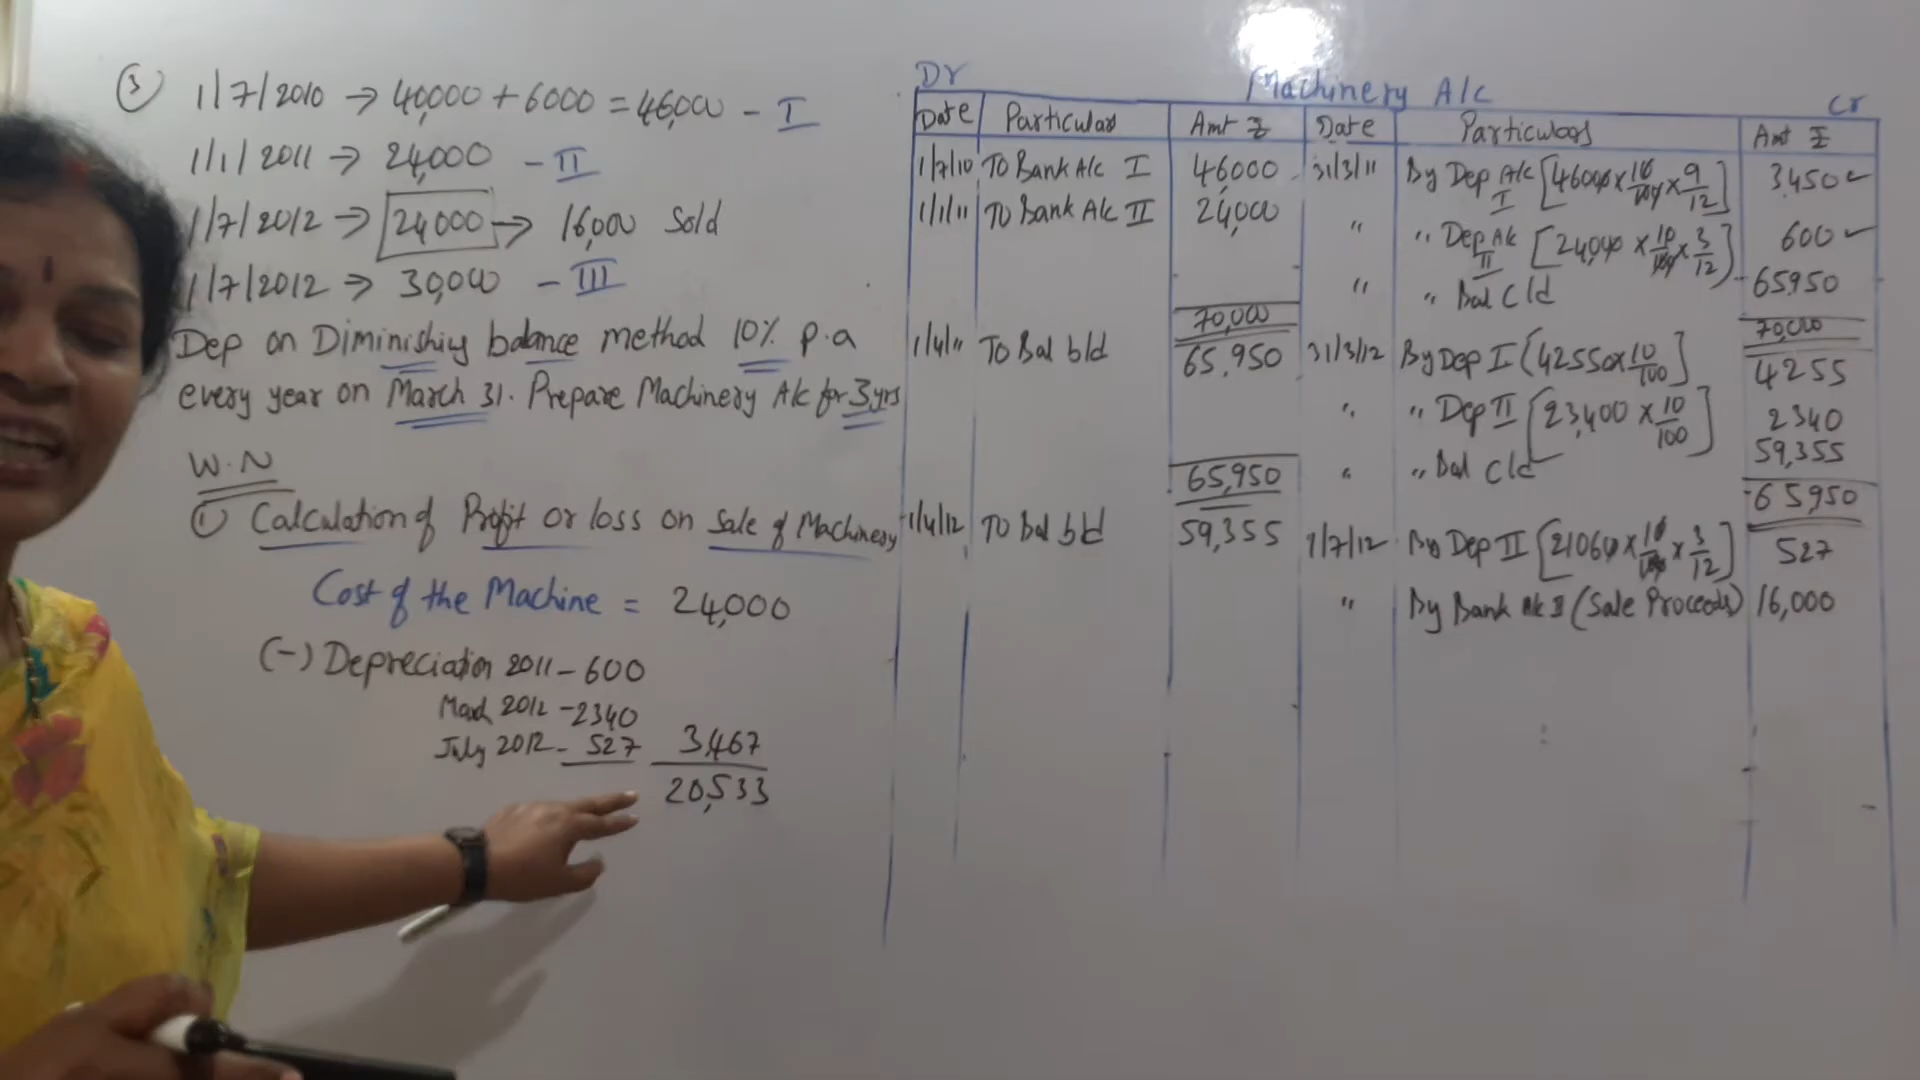 ③ 1/7/2010 → 40,000 + 6000 = 46,000 - I
1/1/2011 → 24,000 - II
1/7/2012 → 24000 → 16,000 Sold
1/7/2012 → 30,000 - III
Dep on Diminishing balance method 10% p.a
every year on March 31. Prepare Machinery A/c for 3 yrs
W.N
① Calculation of Profit or loss on Sale of Machinery
Cost of the Machine = 24,000
(-) Depreciation 2011 - 600
March 2012 - 2340
July 2012 - 527 3,467
20,533
Dr Machinery A/c Cr
Date Particulars Amt ₹ Date Particulars Amt ₹
1/7/10 To Bank A/c I 46000 31/3/11 By Dep A/c I [46000 x 10/100 x 9/12] 3450
1/1/11 To Bank A/c II 24,000 " " Dep A/c II [24,000 x 10/100 x 3/12] 600
" " Bal c/d 65950
70,000 70,000
1/4/11 To Bal b/d 65,950 31/3/12 By Dep I (42550 x 10/100] 4255
" " Dep II [23,400 x 10/100] 2340
" " Bal c/d 59,355
65,950 65950
1/4/12 To Bal b/d 59,355 1/7/12 By Dep II [21060 x 10/100 x 3/12] 527
" By Bank A/c II (Sale Proceeds) 16,000